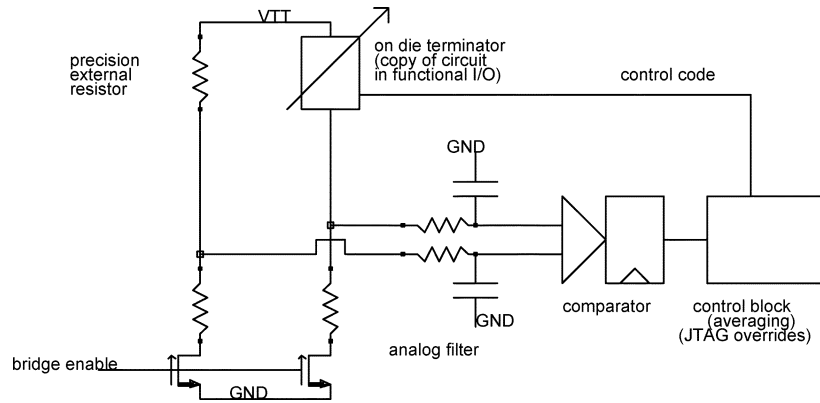 VTT
precision
external
resistor
on die terminator
(copy of circuit
in functional I/O)
control code
GND
GND
comparator
control block
(averaging)
(JTAG overrides)
analog filter
bridge enable
GND